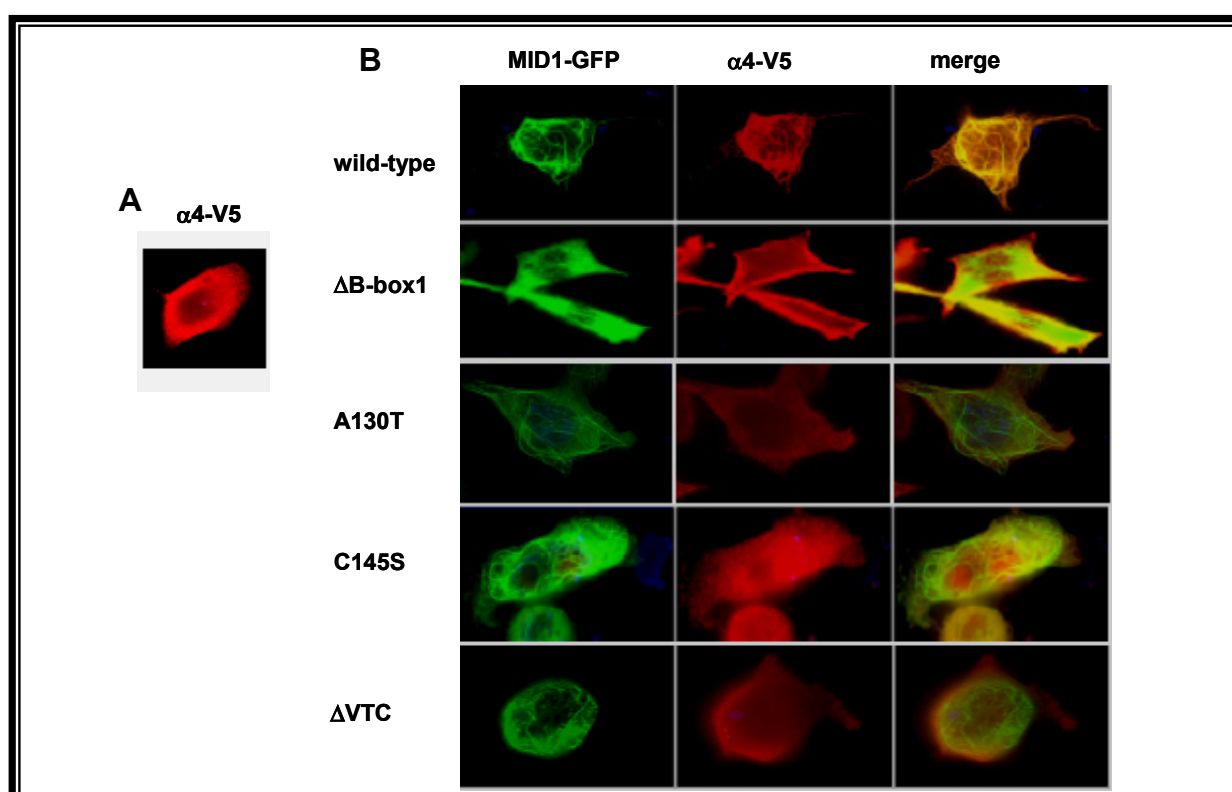 B MID1-GFP α4-V5 merge
wild-type
A
α4-V5
ΔB-box1
A130T
C145S
ΔVTC